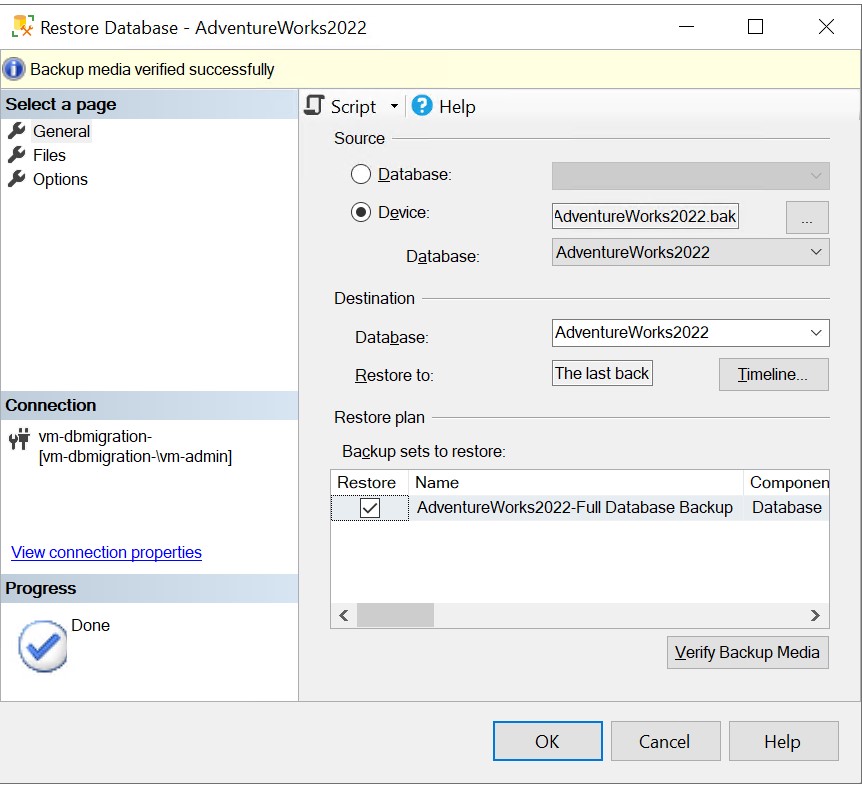 Restore Database - AdventureWorks2022
Backup media verified successfully
Select a page
General
Files
Options
Connection
vm-dbmigration-
[vm-dbmigration-\vm-admin]
View connection properties
Progress
Done
Script
Help
Source
Database:
Device:
AdventureWorks2022.bak
...
Database:
AdventureWorks2022
Destination
Database:
AdventureWorks2022
Restore to:
The last back
Timeline...
Restore plan
Backup sets to restore:
Restore Name Componen
AdventureWorks2022-Full Database Backup Database
Verify Backup Media
OK Cancel Help